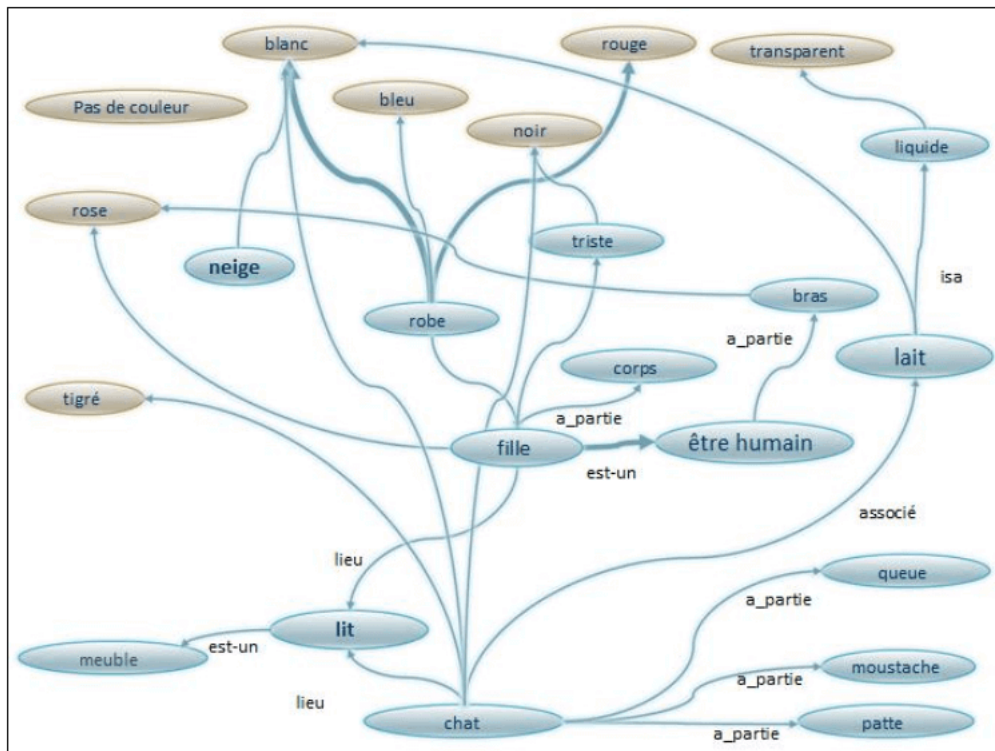 blanc
rouge
transparent
Pas de couleur
bleu
noir
liquide
rose
triste
neige
isa
bras
robe
a_partie
lait
corps
tigré
a_partie
fille
être humain
est-un
associé
lieu
queue
a_partie
lit
est-un
meuble
moustache
a_partie
lieu
chat
patte
a_partie